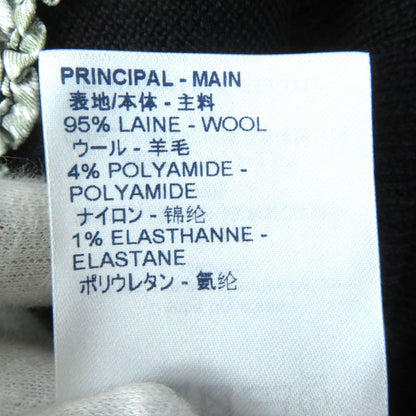 PRINCIPAL - MAIN
表地/本体 - 主料
95% LAINE - WOOL
ウール - 羊毛
4% POLYAMIDE -
POLYAMIDE
ナイロン - 锦纶
1% ELASTHANNE -
ELASTANE
ポリウレタン - 氨纶